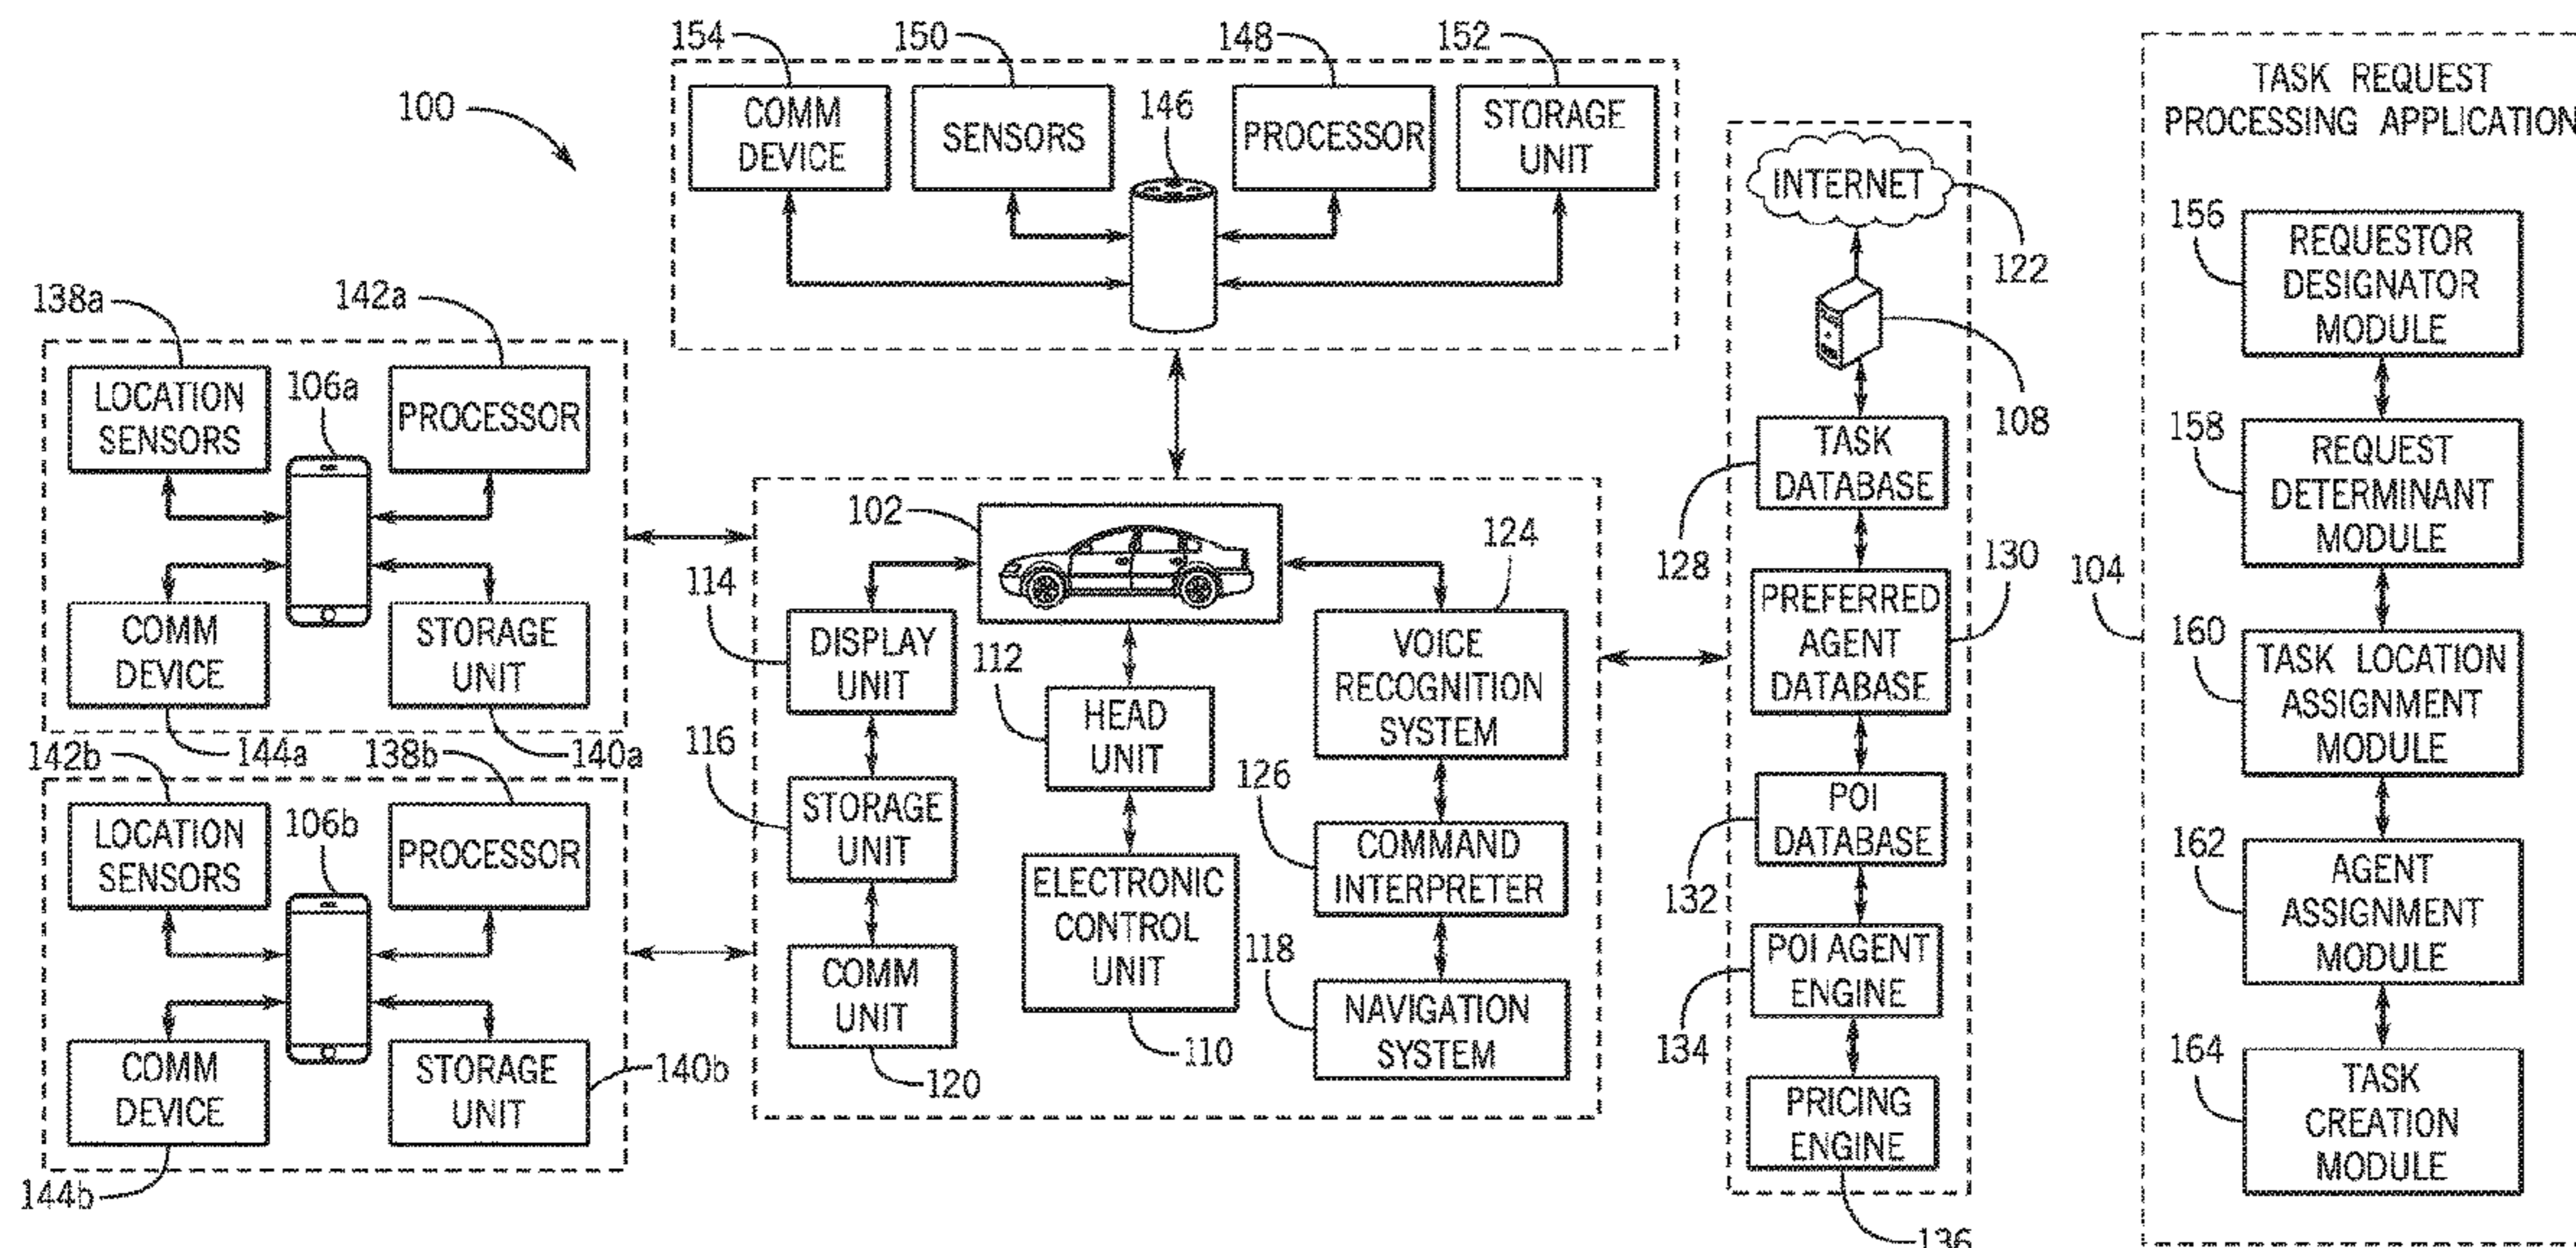 100
154
150
148
152
COMM
DEVICE
SENSORS
146
PROCESSOR
STORAGE
UNIT
138a
142a
LOCATION
SENSORS
106a
PROCESSOR
COMM
DEVICE
STORAGE
UNIT
144a
140a
142b
138b
LOCATION
SENSORS
106b
PROCESSOR
COMM
DEVICE
STORAGE
UNIT
140b
144b
102
114
DISPLAY
UNIT
116
STORAGE
UNIT
COMM
UNIT
120
112
HEAD
UNIT
ELECTRONIC
CONTROL
UNIT
110
124
VOICE
RECOGNITION
SYSTEM
126
COMMAND
INTERPRETER
118
NAVIGATION
SYSTEM
INTERNET
122
108
TASK
DATABASE
128
130
PREFERRED
AGENT
DATABASE
POI
DATABASE
132
POI AGENT
ENGINE
134
PRICING
ENGINE
136
104
TASK REQUEST
PROCESSING APPLICATION
156
REQUESTOR
DESIGNATOR
MODULE
158
REQUEST
DETERMINANT
MODULE
160
TASK LOCATION
ASSIGNMENT
MODULE
162
AGENT
ASSIGNMENT
MODULE
164
TASK
CREATION
MODULE